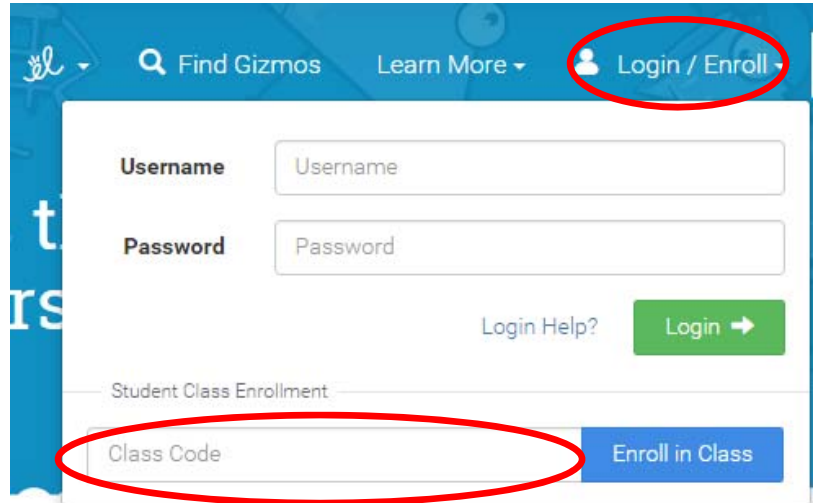 Find Gizmos Learn More Login / Enroll
Username Username
Password Password
Login Help? Login
Student Class Enrollment
Class Code Enroll in Class